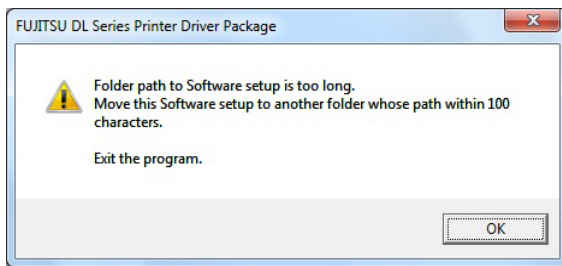 FUJITSU DL Series Printer Driver Package
Folder path to Software setup is too long.
Move this Software setup to another folder whose path within 100
characters.
Exit the program.
OK